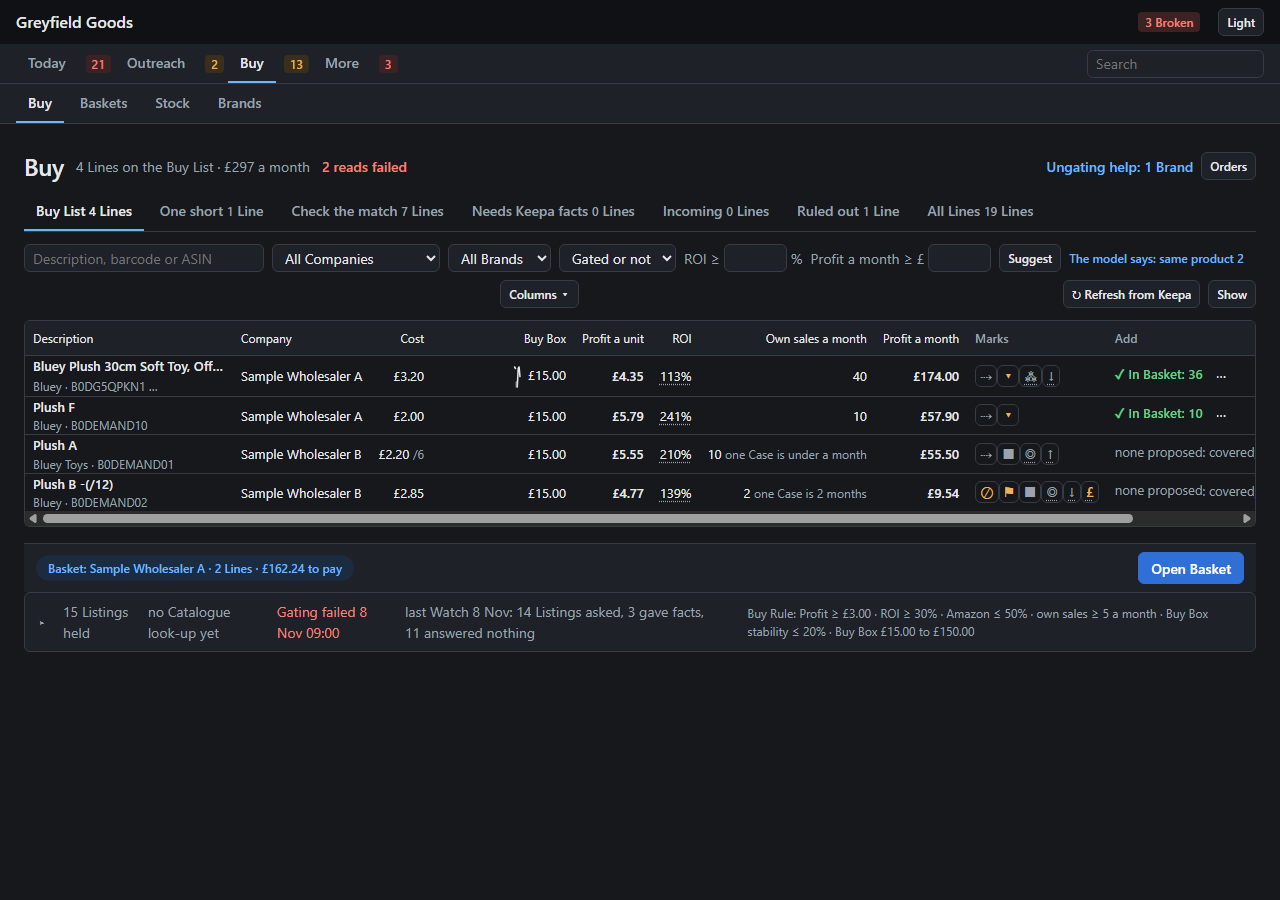 Greyfield Goods
3 Broken
Light
Today 21 Outreach 2 Buy 13 More 3
Search
Buy Baskets Stock Brands
Buy 4 Lines on the Buy List · £297 a month 2 reads failed
Ungating help: 1 Brand Orders
Buy List 4 Lines One short 1 Line Check the match 7 Lines Needs Keepa facts 0 Lines Incoming 0 Lines Ruled out 1 Line All Lines 19 Lines
Description, barcode or ASIN All Companies All Brands Gated or not ROI ≥ % Profit a month ≥ £ Suggest The model says: same product 2
Columns ▾ ↻ Refresh from Keepa Show
Description Company Cost Buy Box Profit a unit ROI Own sales a month Profit a month Marks Add
Bluey Plush 30cm Soft Toy, Off...
Bluey · B0DG5QPKN1 ...
Sample Wholesaler A £3.20 £15.00 £4.35 113% 40 £174.00 ✓ In Basket: 36 ...
Plush F
Bluey · B0DEMAND10
Sample Wholesaler A £2.00 £15.00 £5.79 241% 10 £57.90 ✓ In Basket: 10 ...
Plush A
Bluey Toys · B0DEMAND01
Sample Wholesaler B £2.20 /6 £15.00 £5.55 210% 10 one Case is under a month £55.50 none proposed: covered
Plush B -(/12)
Bluey · B0DEMAND02
Sample Wholesaler B £2.85 £15.00 £4.77 139% 2 one Case is 2 months £9.54 £ none proposed: covered
Basket: Sample Wholesaler A · 2 Lines · £162.24 to pay
Open Basket
15 Listings
held
no Catalogue
look-up yet
Gating failed 8
Nov 09:00
last Watch 8 Nov: 14 Listings asked, 3 gave facts,
11 answered nothing
Buy Rule: Profit ≥ £3.00 · ROI ≥ 30% · Amazon ≤ 50% · own sales ≥ 5 a month · Buy Box
stability ≤ 20% · Buy Box £15.00 to £150.00